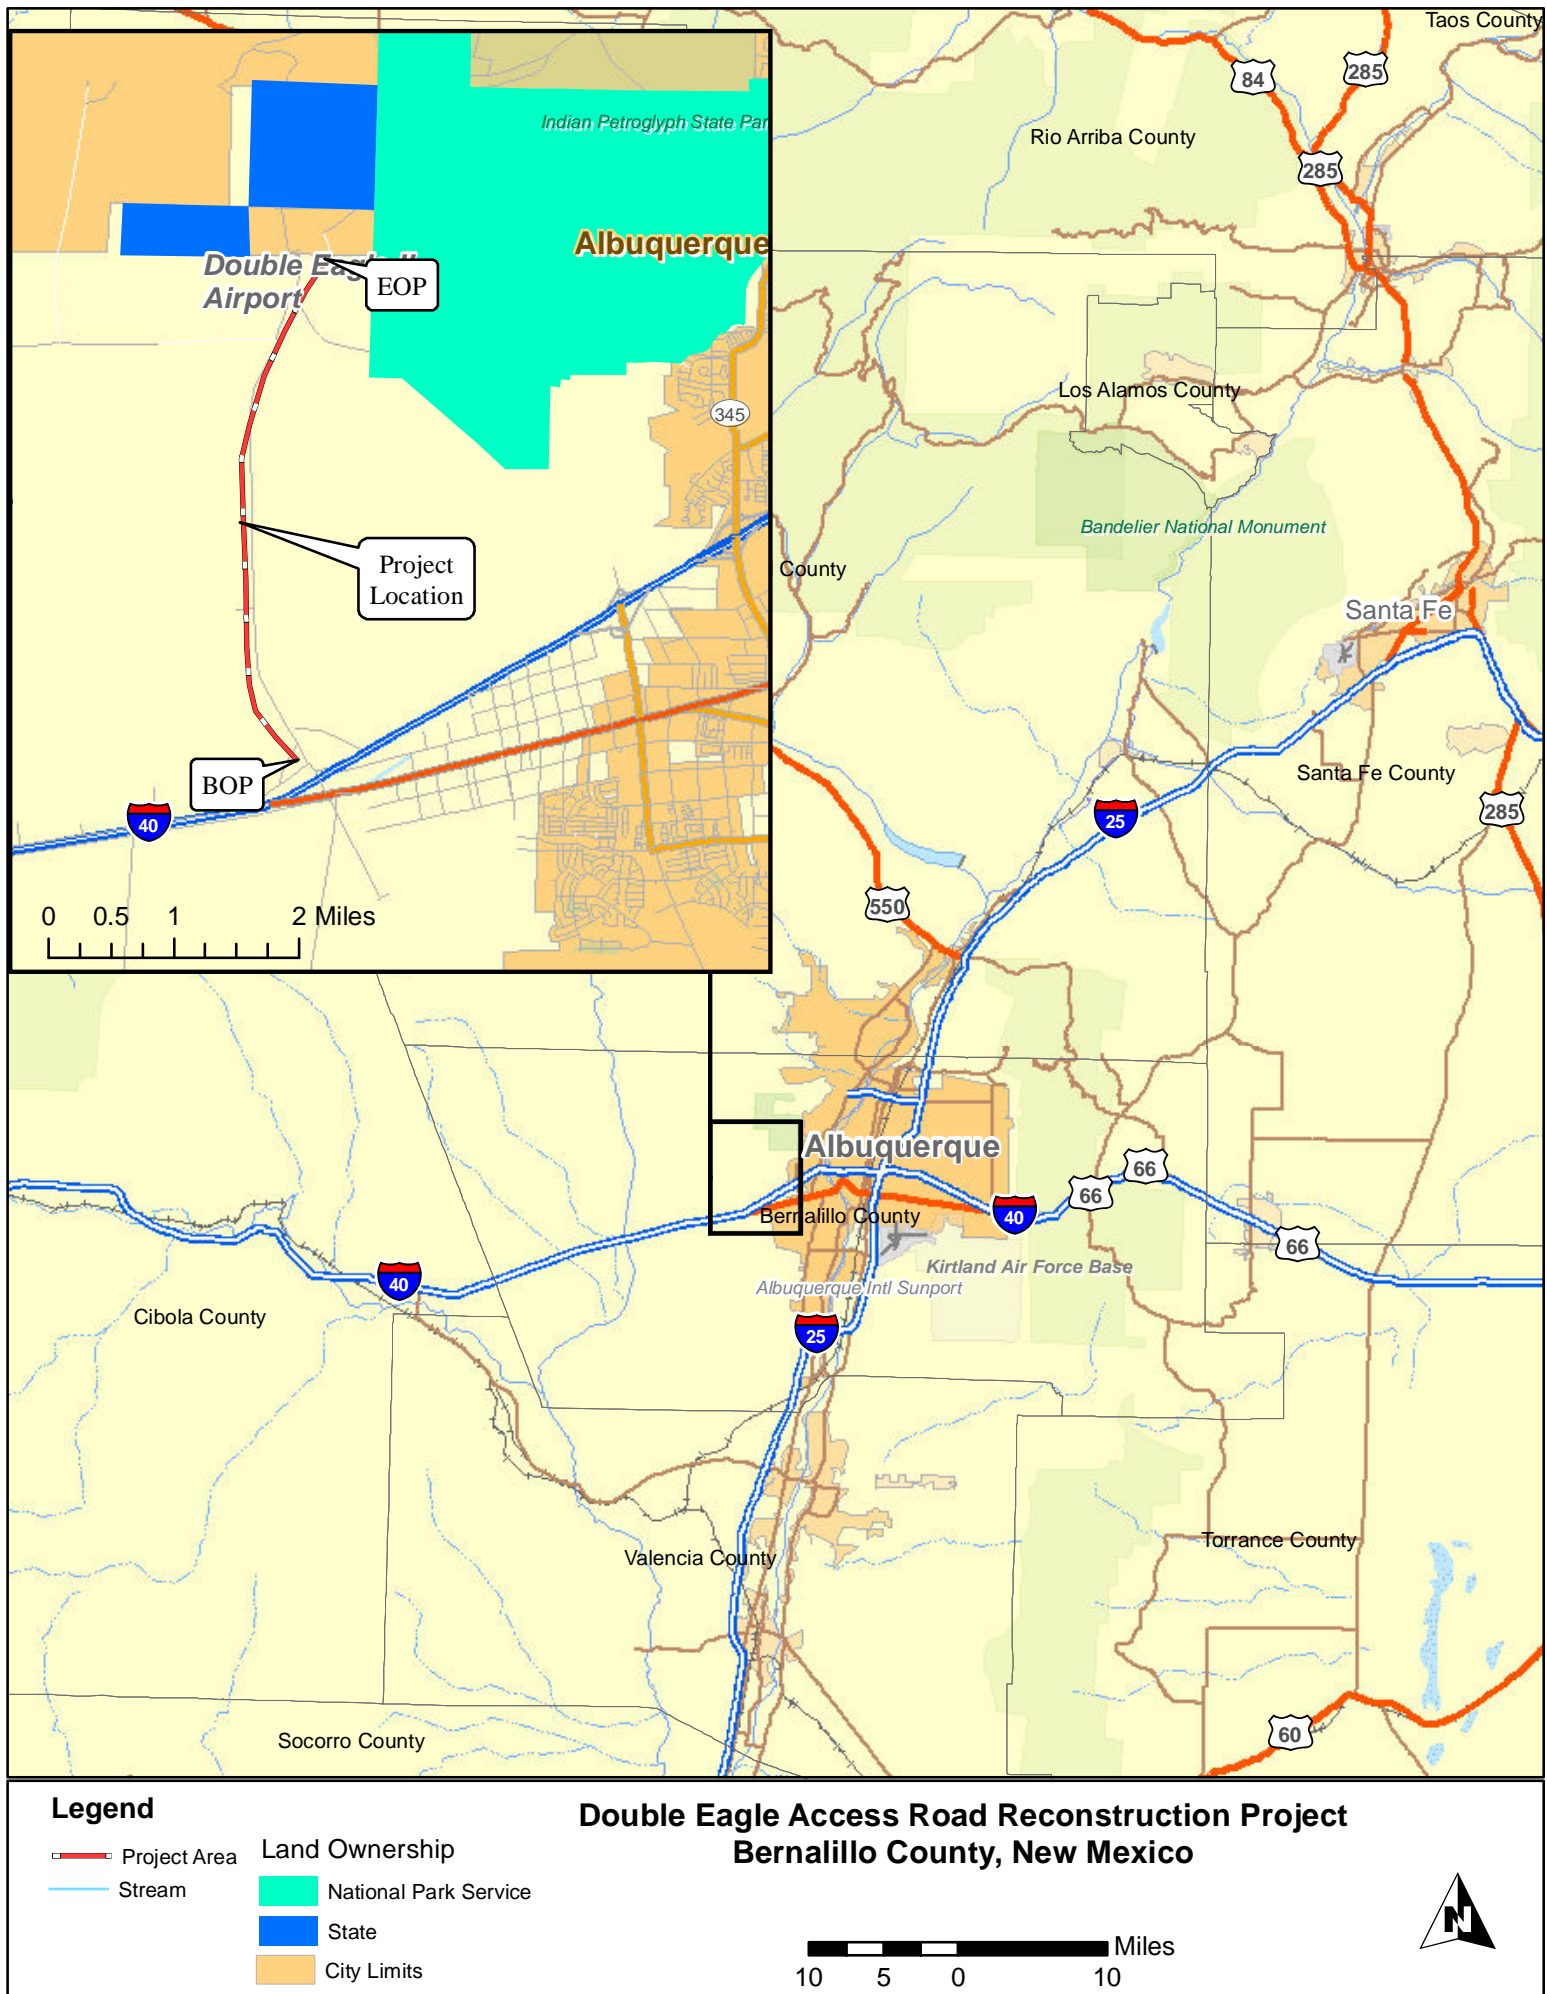 Taos County
84
285
Rio Arriba County
285
Indian Petroglyph State Par
Albuquerque
Double Eagle II
Airport
EOP
345
Los Alamos County
Bandelier National Monument
Project
Location
County
Santa Fe
BOP
40
Santa Fe County
285
25
550
0 0.5 1 2 Miles
Albuquerque
66
66
Bernalillo County
40
66
Kirtland Air Force Base
Albuquerque Intl Sunport
40
Cibola County
25
Torrance County
Valencia County
60
Socorro County
Legend
Project Area
Stream
Land Ownership
National Park Service
State
City Limits
Double Eagle Access Road Reconstruction Project
Bernalillo County, New Mexico
N
Miles
10 5 0 10